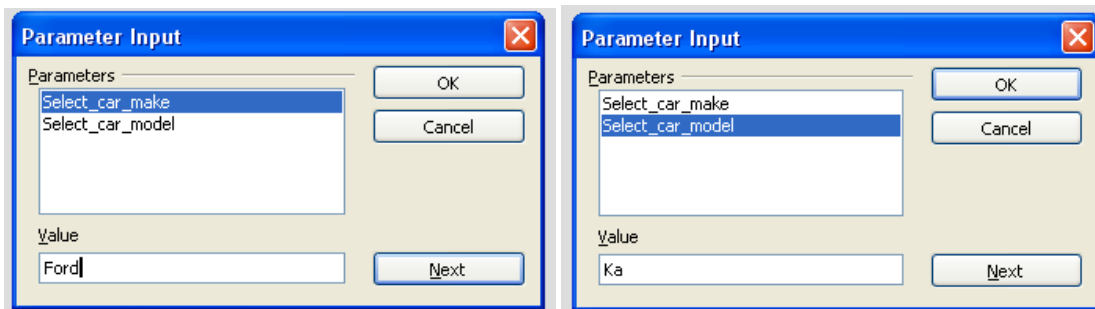 Parameter Input
Parameters
Select_car_make
Select_car_model
OK
Cancel
Value
Ford
Next
Parameter Input
Parameters
Select_car_make
Select_car_model
OK
Cancel
Value
Ka
Next